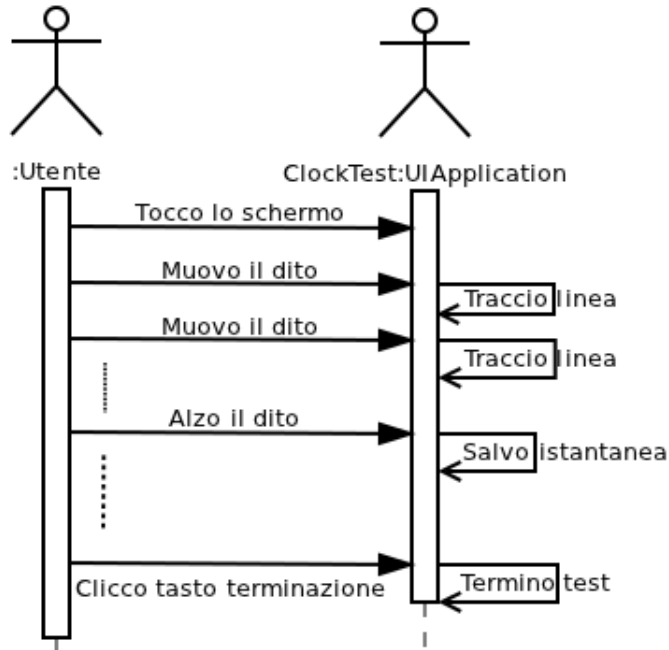 :Utente
ClockTest:UIApplication
Tocco lo schermo
Muovo il dito
Traccio linea
Muovo il dito
Traccio linea
Alzo il dito
Salvo istantanea
Clicco tasto terminazione
Termino test